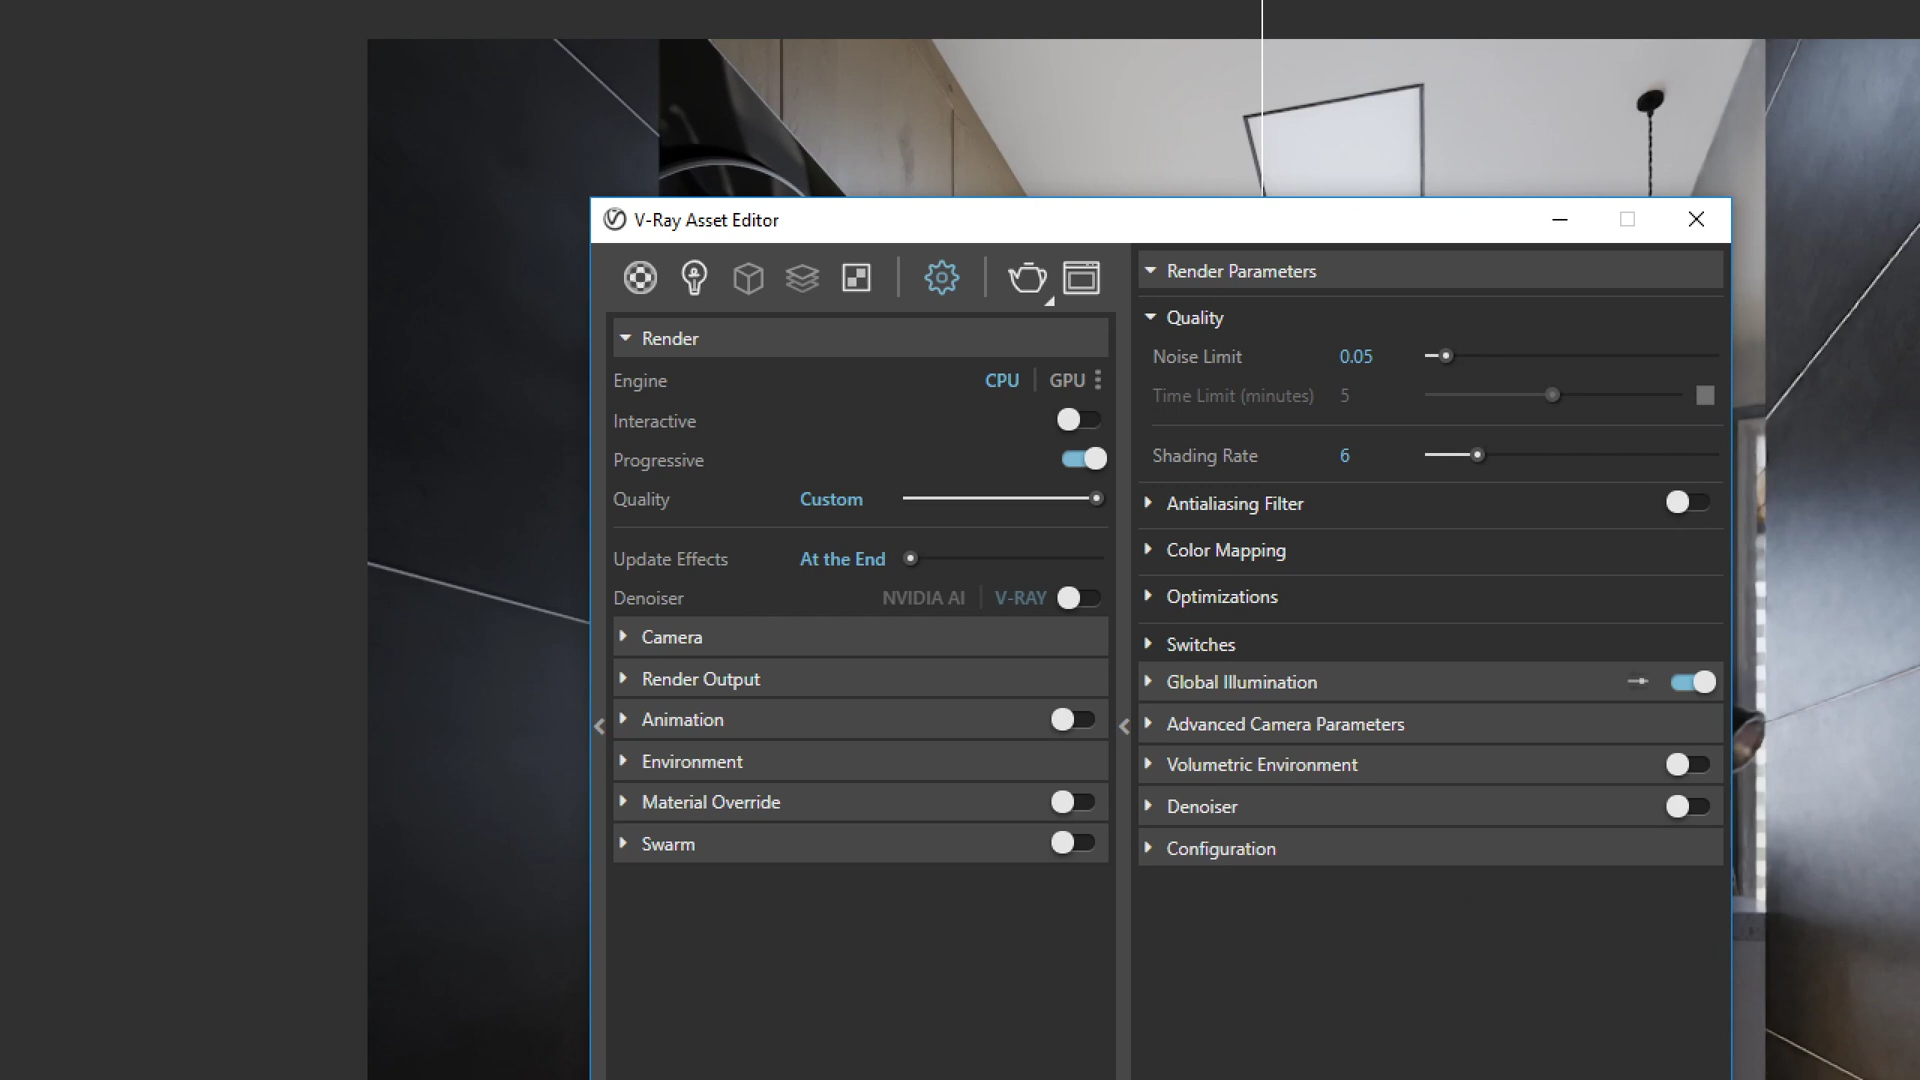 V-Ray Asset Editor
Render
Engine CPU GPU
Interactive
Progressive
Quality Custom
Update Effects At the End
Denoiser NVIDIA AI V-RAY
Camera
Render Output
Animation
Environment
Material Override
Swarm
Render Parameters
Quality
Noise Limit 0.05
Time Limit (minutes) 5
Shading Rate 6
Antialiasing Filter
Color Mapping
Optimizations
Switches
Global Illumination
Advanced Camera Parameters
Volumetric Environment
Denoiser
Configuration